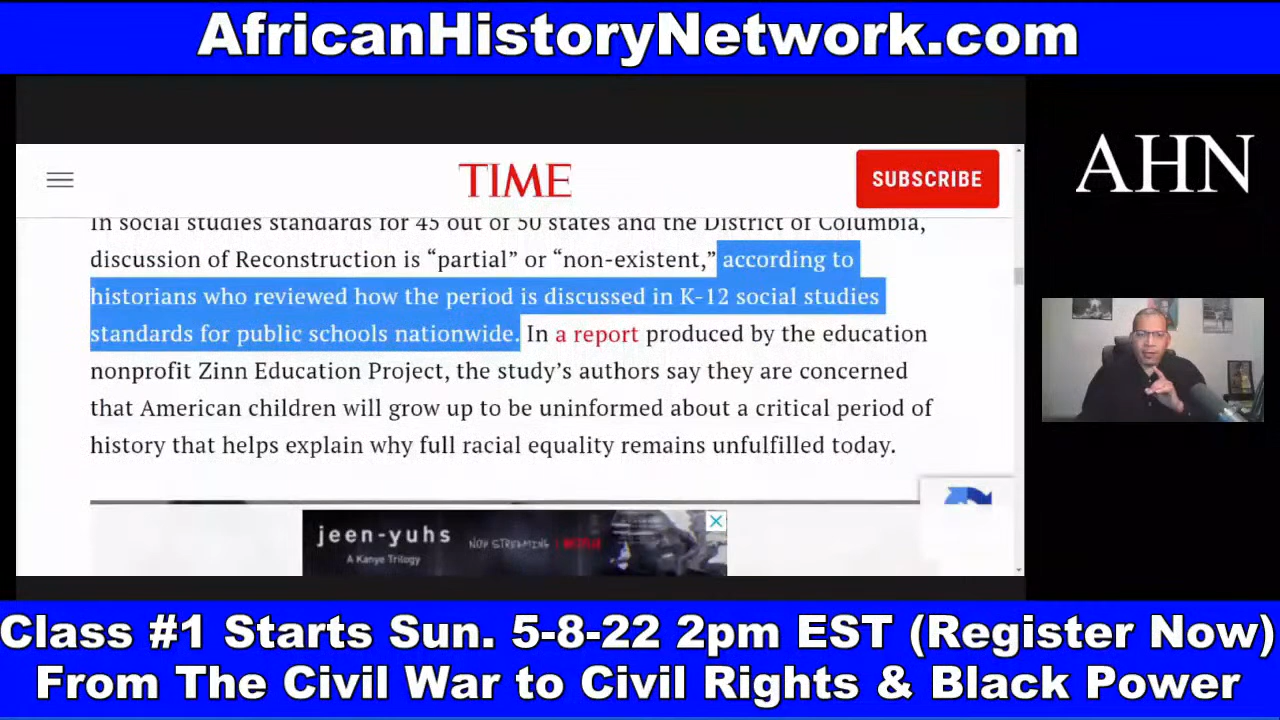 AfricanHistoryNetwork.com
AHN
TIME
SUBSCRIBE
In social studies standards for 45 out of 50 states and the District of Columbia,
discussion of Reconstruction is “partial” or “non-existent,” according to
historians who reviewed how the period is discussed in K-12 social studies
standards for public schools nationwide. In a report produced by the education
nonprofit Zinn Education Project, the study’s authors say they are concerned
that American children will grow up to be uninformed about a critical period of
history that helps explain why full racial equality remains unfulfilled today.
jeen-yuhs
A Kanye Trilogy
NOW STREAMING
Class #1 Starts Sun. 5-8-22 2pm EST (Register Now)
From The Civil War to Civil Rights & Black Power